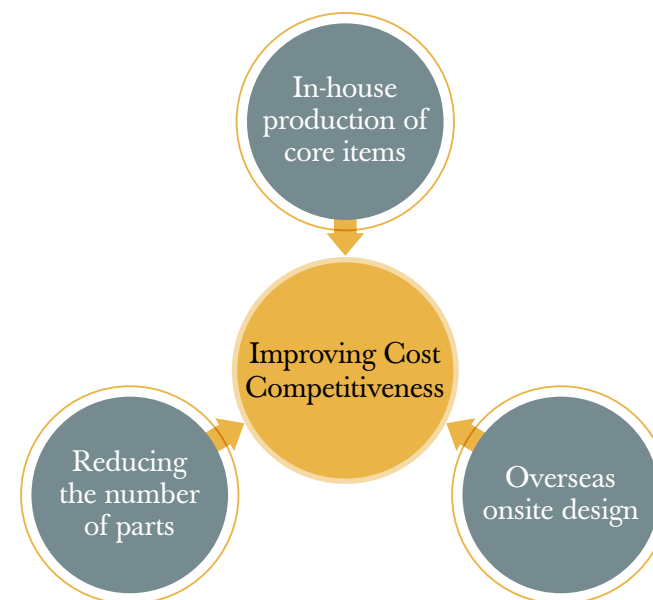 In-house
production of
core items
Improving Cost
Competitiveness
Reducing
the number
of parts
Overseas
onsite design